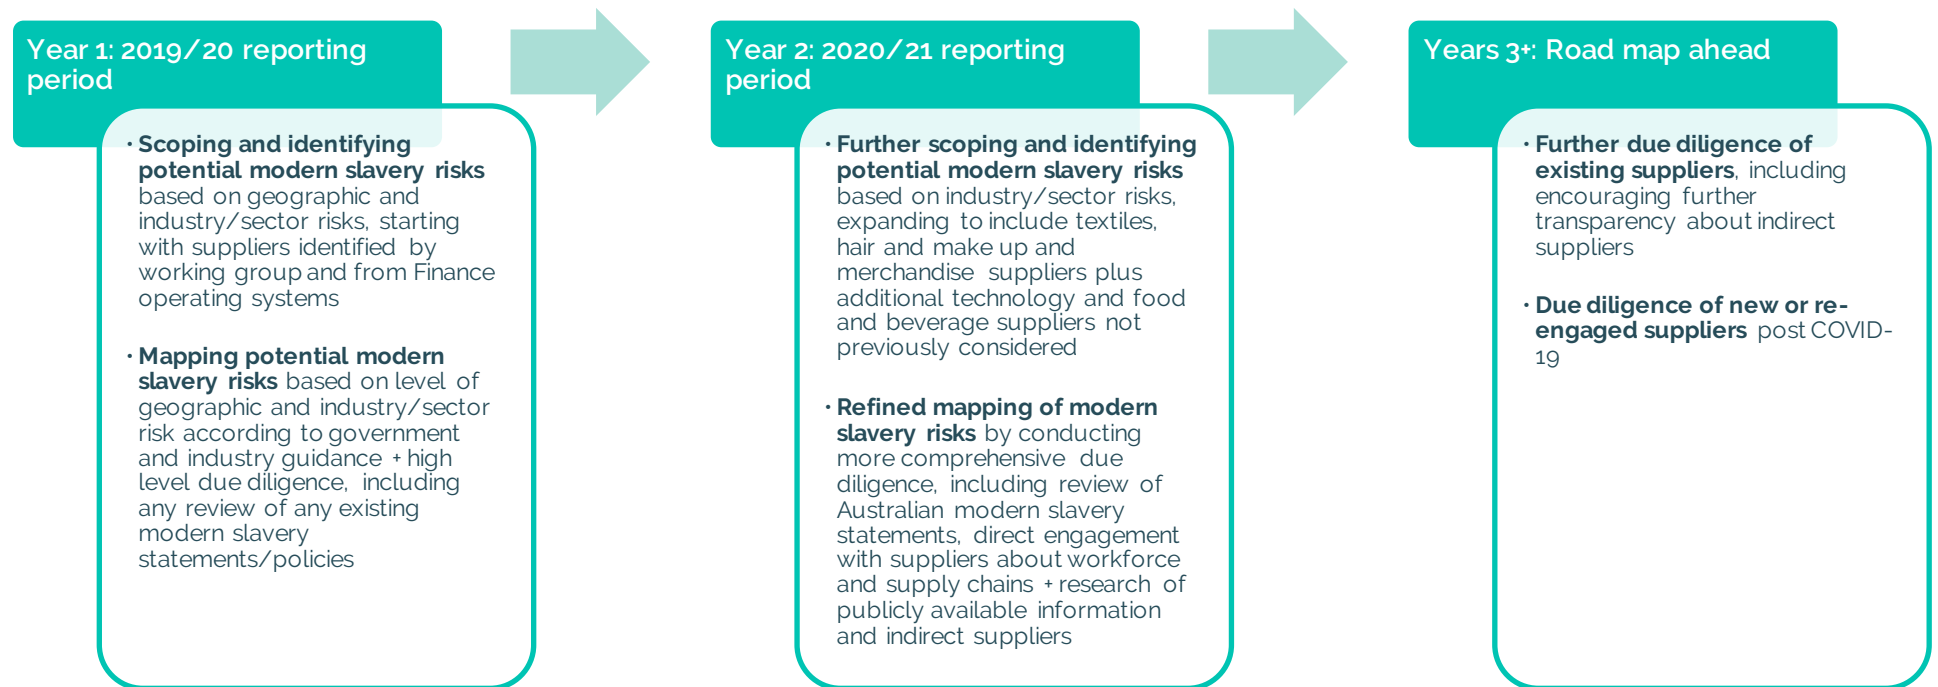 Year 1: 2019/20 reporting
period
· Scoping and identifying
potential modern slavery risks
based on geographic and
industry/sector risks, starting
with suppliers identified by
working group and from Finance
operating systems
· Mapping potential modern
slavery risks based on level of
geographic and industry/sector
risk according to government
and industry guidance + high
level due diligence, including
any review of any existing
modern slavery
statements/policies
Year 2: 2020/21 reporting
period
· Further scoping and identifying
potential modern slavery risks
based on industry/sector risks,
expanding to include textiles,
hair and make up and
merchandise suppliers plus
additional technology and food
and beverage suppliers not
previously considered
· Refined mapping of modern
slavery risks by conducting
more comprehensive due
diligence, including review of
Australian modern slavery
statements, direct engagement
with suppliers about workforce
and supply chains + research of
publicly available information
and indirect suppliers
Years 3+: Road map ahead
· Further due diligence of
existing suppliers, including
encouraging further
transparency about indirect
suppliers
· Due diligence of new or re-
engaged suppliers post COVID-
19